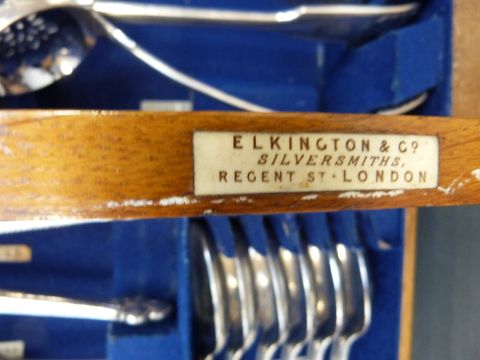 ELKINGTON & Cº
SILVERSMITHS,
REGENT ST · LONDON